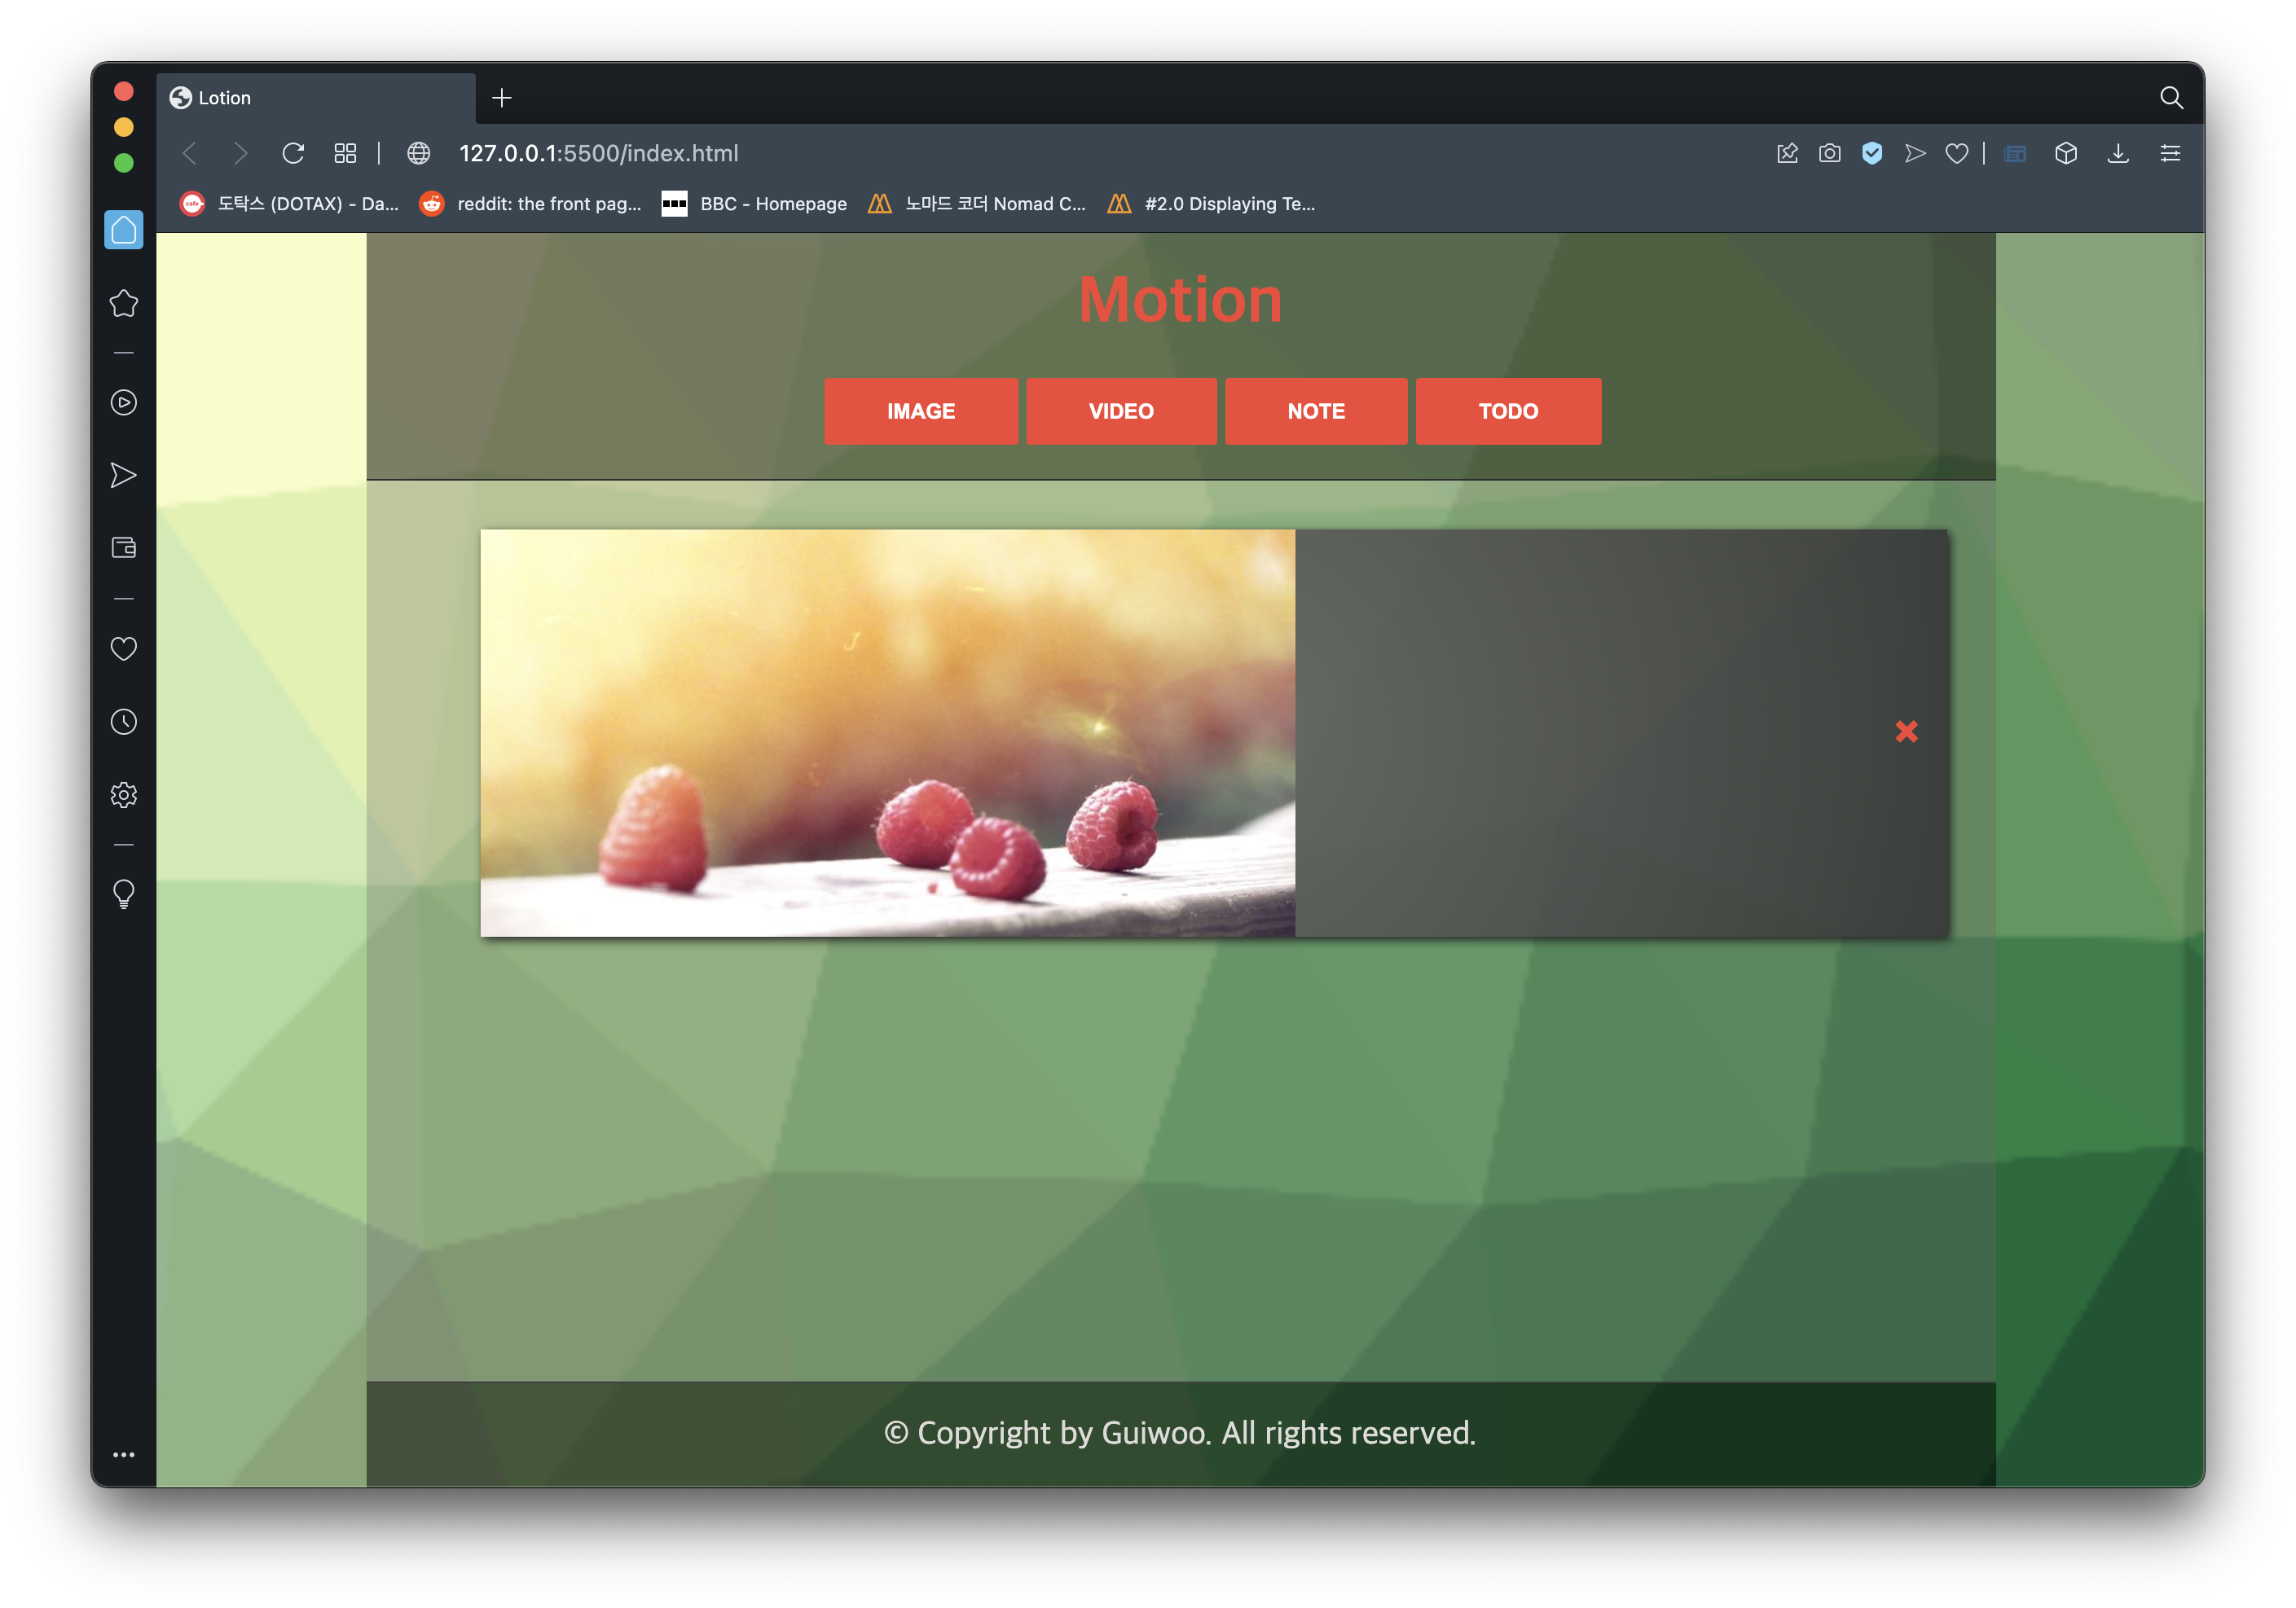 Lotion
127.0.0.1:5500/index.html
cafe 도탁스 (DOTAX) - Da... reddit: the front pag... BBC - Homepage 노마드 코더 Nomad C... #2.0 Displaying Te...
Motion
IMAGE VIDEO NOTE TODO
© Copyright by Guiwoo. All rights reserved.